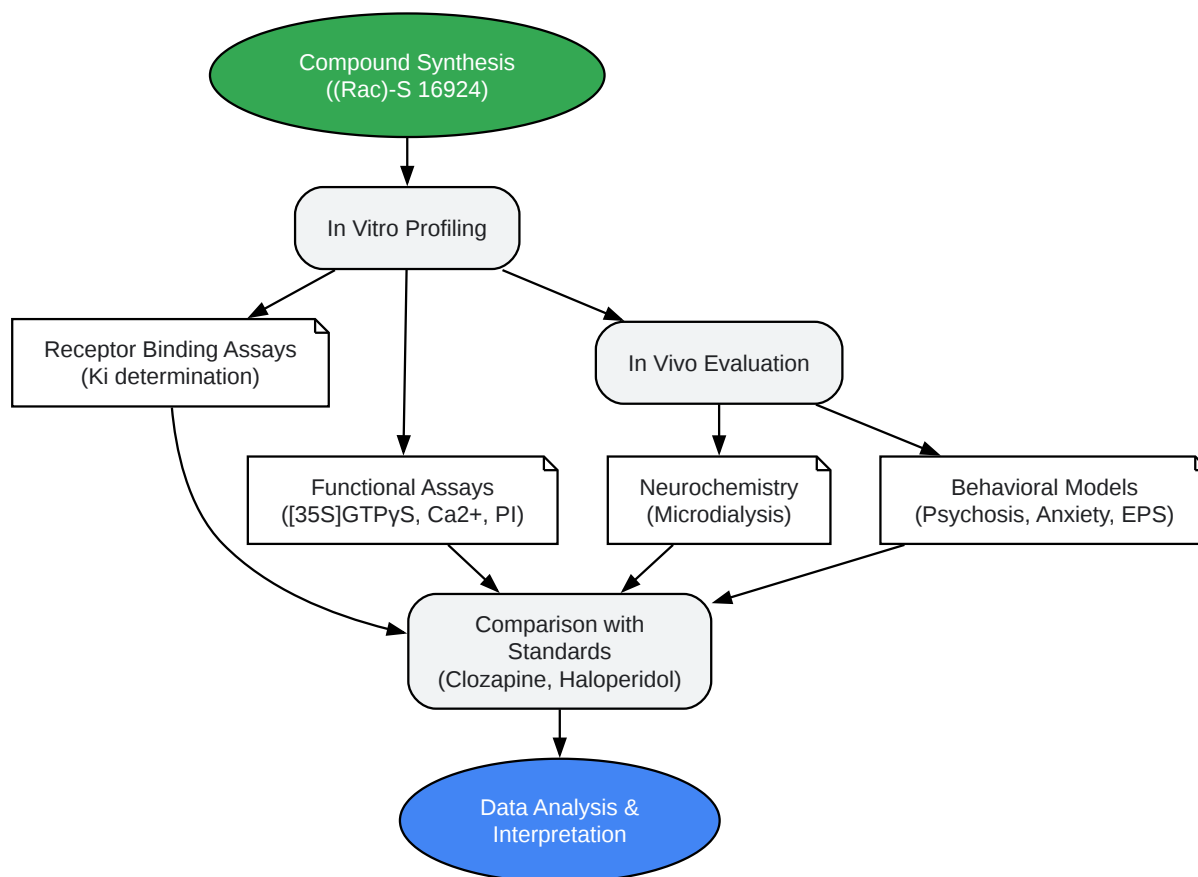 Compound Synthesis
((Rac)-S 16924)
In Vitro Profiling
Receptor Binding Assays
(Ki determination)
In Vivo Evaluation
Functional Assays
([35S]GTPγS, Ca2+, PI)
Neurochemistry
(Microdialysis)
Behavioral Models
(Psychosis, Anxiety, EPS)
Comparison with
Standards
(Clozapine, Haloperidol)
Data Analysis &
Interpretation